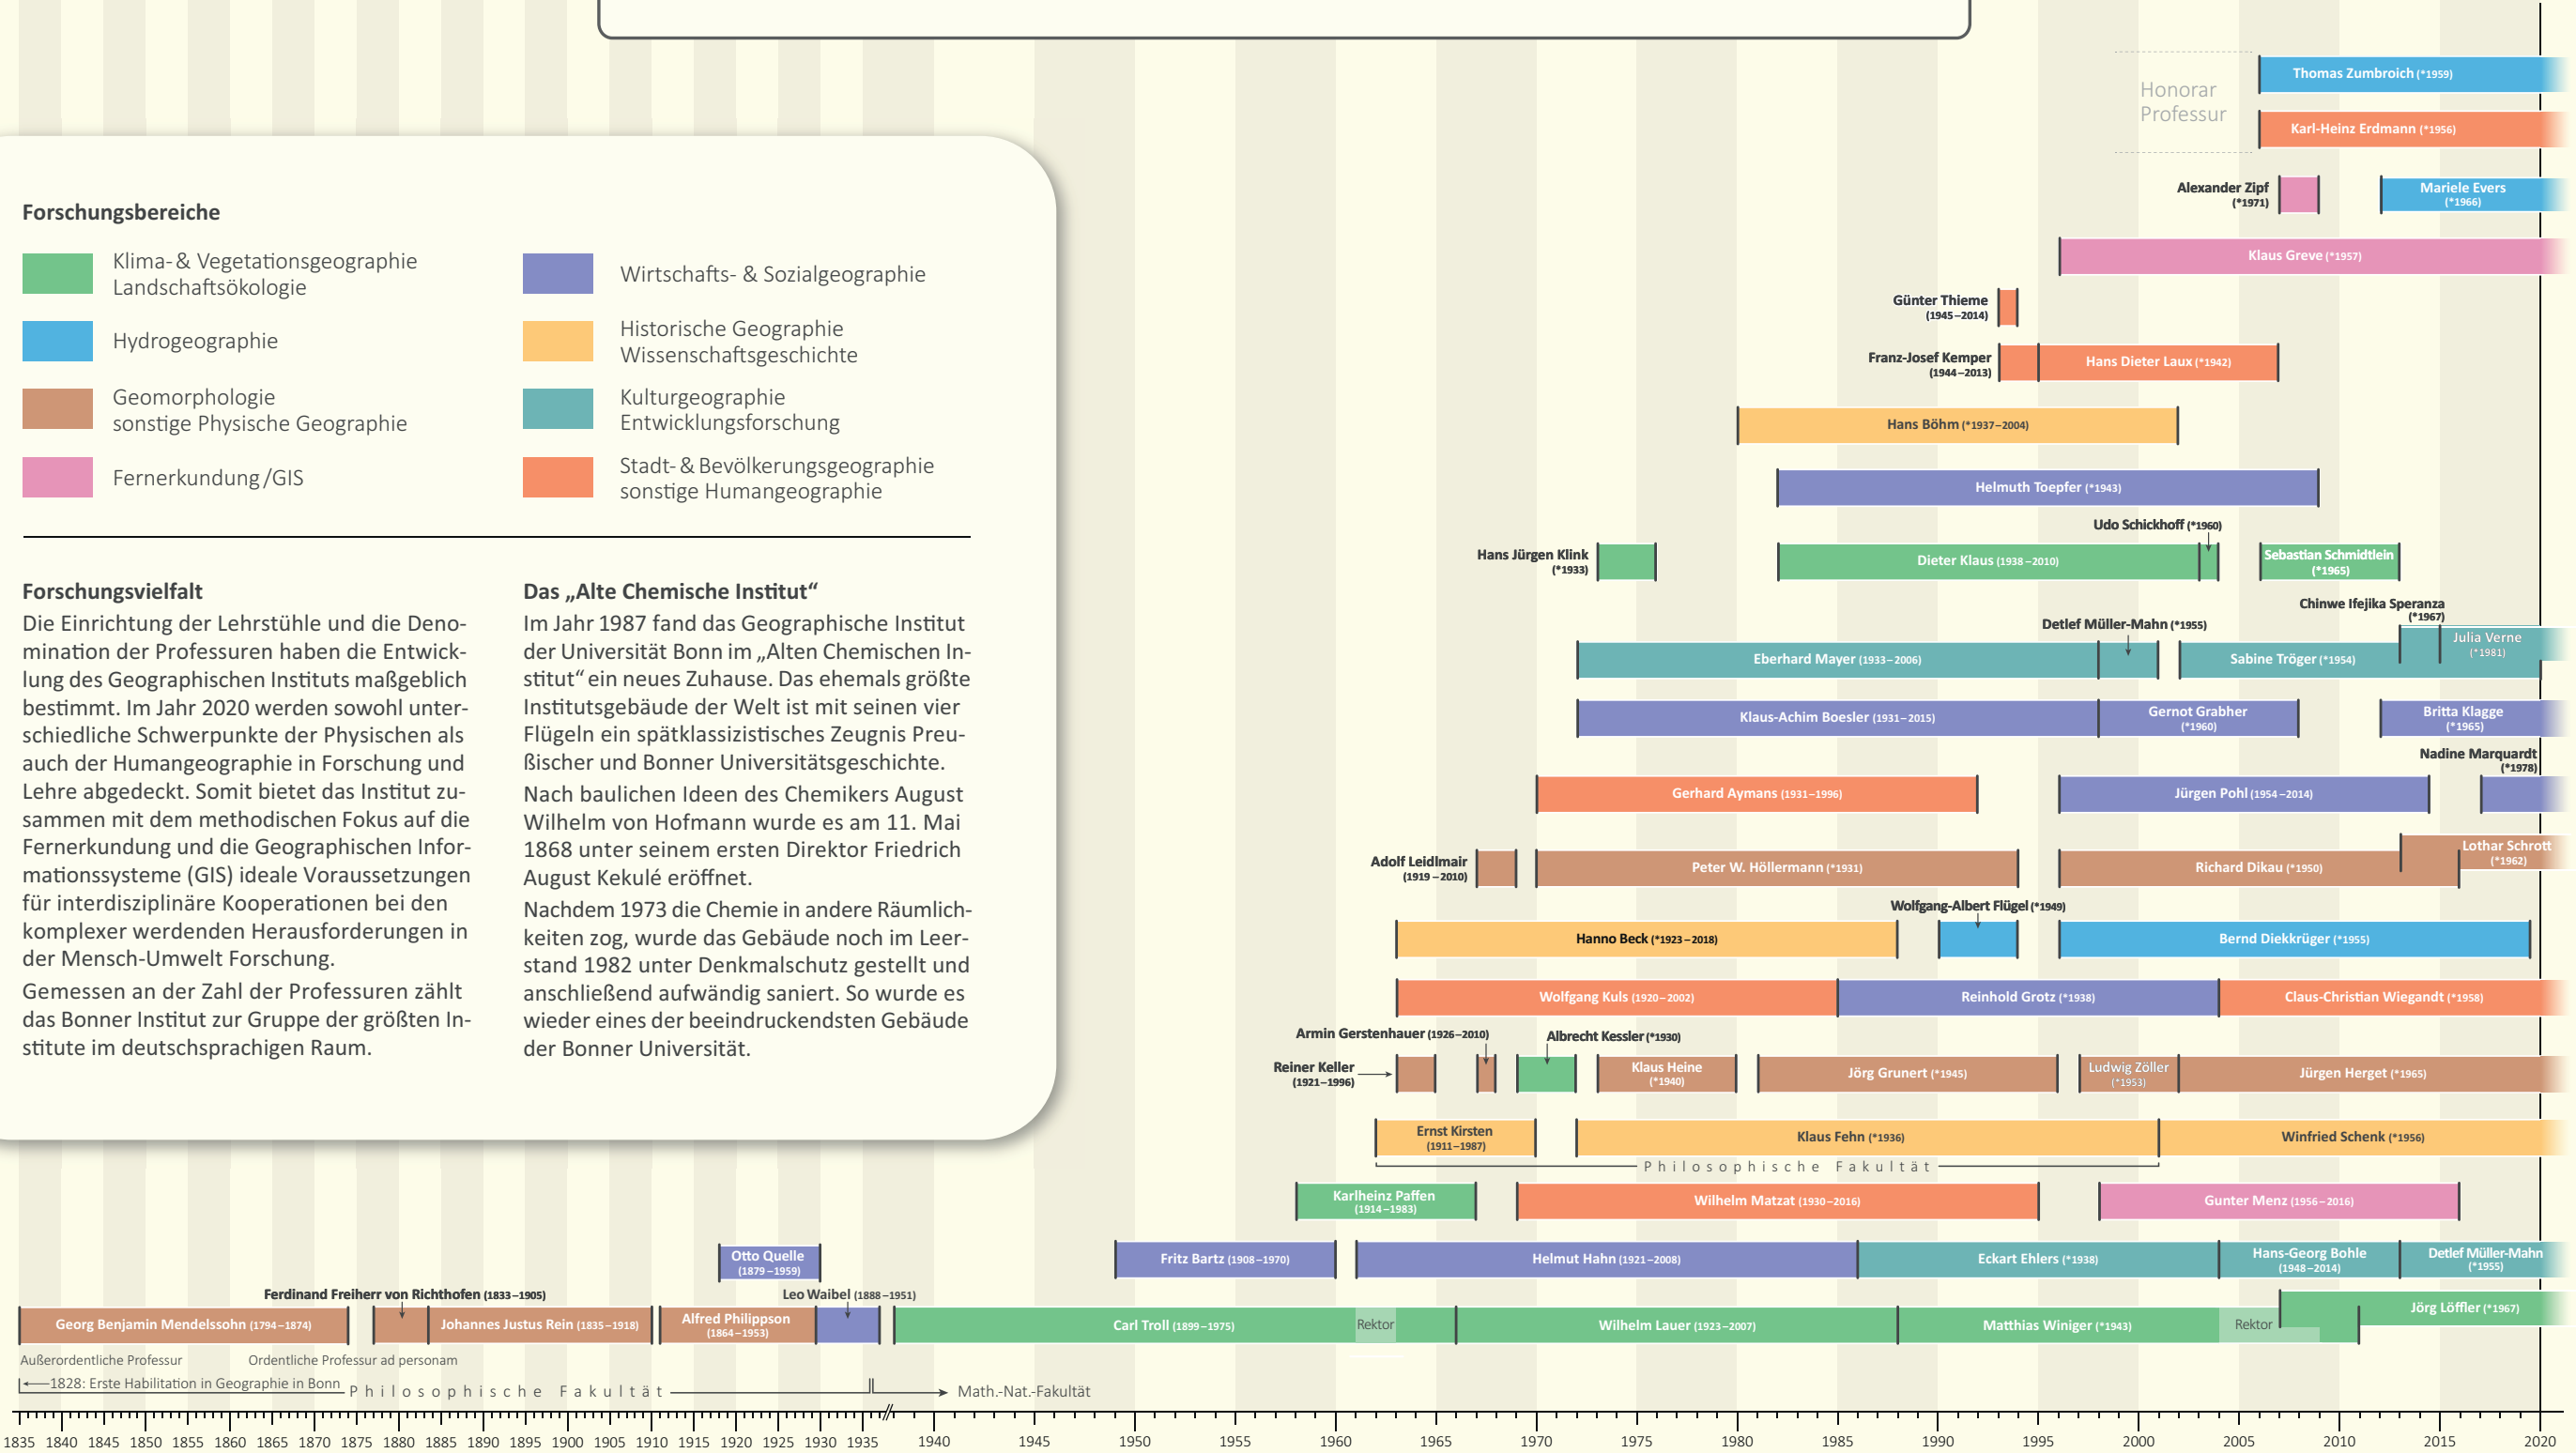 Forschungsbereiche
Klima- & Vegetationsgeographie
Landschaftsökologie
Hydrogeographie
Geomorphologie
sonstige Physische Geographie
Fernerkundung/GIS
Wirtschafts- & Sozialgeographie
Historische Geographie
Wissenschaftsgeschichte
Kulturgeographie
Entwicklungsforschung
Stadt- & Bevölkerungsgeographie
sonstige Humangeographie
Forschungsvielfalt
Die Einrichtung der Lehrstühle und die Deno-
mination der Professuren haben die Entwick-
lung des Geographischen Instituts maßgeblich
bestimmt. Im Jahr 2020 werden sowohl unter-
schiedliche Schwerpunkte der Physischen als
auch der Humangeographie in Forschung und
Lehre abgedeckt. Somit bietet das Institut zu-
sammen mit dem methodischen Fokus auf die
Fernerkundung und die Geographischen Infor-
mationssysteme (GIS) ideale Voraussetzungen
für interdisziplinäre Kooperationen bei den
komplexer werdenden Herausforderungen in
der Mensch-Umwelt Forschung.
Gemessen an der Zahl der Professuren zählt
das Bonner Institut zur Gruppe der größten In-
stitute im deutschsprachigen Raum.
Das „Alte Chemische Institut“
Im Jahr 1987 fand das Geographische Institut
der Universität Bonn im „Alten Chemischen In-
stitut“ ein neues Zuhause. Das ehemals größte
Institutsgebäude der Welt ist mit seinen vier
Flügeln ein spätklassizistisches Zeugnis Preu-
ßischer und Bonner Universitätsgeschichte.
Nach baulichen Ideen des Chemikers August
Wilhelm von Hofmann wurde es am 11. Mai
1868 unter seinem ersten Direktor Friedrich
August Kekulé eröffnet.
Nachdem 1973 die Chemie in andere Räumlich-
keiten zog, wurde das Gebäude noch im Leer-
stand 1982 unter Denkmalschutz gestellt und
anschließend aufwändig saniert. So wurde es
wieder eines der beeindruckendsten Gebäude
der Bonner Universität.
Honorar
Professur
Thomas Zumbroich (*1959)
Karl-Heinz Erdmann (*1956)
Alexander Zipf
(*1971)
Mariele Evers
(*1966)
Klaus Greve (*1957)
Günter Thieme
(1945–2014)
Franz-Josef Kemper
(1944–2013)
Hans Dieter Laux (*1942)
Hans Böhm (*1937–2004)
Helmuth Toepfer (*1943)
Udo Schickhoff (*1960)
Hans Jürgen Klink
(*1933)
Dieter Klaus (1938–2010)
Sebastian Schmidtlein
(*1965)
Chinwe Ifejika Speranza
(*1967)
Detlef Müller-Mahn (*1955)
Julia Verne
(*1981)
Eberhard Mayer (1933–2006)
Sabine Tröger (*1954)
Klaus-Achim Boesler (1931–2015)
Gernot Grabher
(*1960)
Britta Klagge
(*1965)
Nadine Marquardt
(*1978)
Gerhard Aymans (1931–1996)
Jürgen Pohl (1954–2014)
Adolf Leidlmair
(1919–2010)
Peter W. Höllermann (*1931)
Richard Dikau (*1950)
Lothar Schrott
(*1962)
Wolfgang-Albert Flügel (*1949)
Hanno Beck (*1923–2018)
Bernd Diekkrüger (*1955)
Wolfgang Kuls (1920–2002)
Reinhold Grotz (*1938)
Claus-Christian Wiegandt (*1958)
Armin Gerstenhauer (1926–2010)
Albrecht Kessler (*1930)
Reiner Keller
(1921–1996)
Klaus Heine
(*1940)
Jörg Grunert (*1945)
Ludwig Zöller
(*1953)
Jürgen Herget (*1965)
Ernst Kirsten
(1911–1987)
Klaus Fehn (*1936)
Winfried Schenk (*1956)
Philosophische Fakultät
Karlheinz Paffen
(1914–1983)
Wilhelm Matzat (1930–2016)
Gunter Menz (1956–2016)
Otto Quelle
(1879–1959)
Fritz Bartz (1908–1970)
Helmut Hahn (1921–2008)
Eckart Ehlers (*1938)
Hans-Georg Bohle
(1948–2014)
Detlef Müller-Mahn
(*1955)
Ferdinand Freiherr von Richthofen (1833–1905)
Leo Waibel (1888–1951)
Georg Benjamin Mendelssohn (1794–1874)
Johannes Justus Rein (1835–1918)
Alfred Philippson
(1864–1953)
Carl Troll (1899–1975)
Rektor
Wilhelm Lauer (1923–2007)
Matthias Winiger (*1943)
Rektor
Jörg Löffler (*1967)
Außerordentliche Professur
Ordentliche Professur ad personam
1828: Erste Habilitation in Geographie in Bonn
Philosophische Fakultät
Math.-Nat.-Fakultät
1835 1840 1845 1850 1855 1860 1865 1870 1875 1880 1885 1890 1895 1900 1905 1910 1915 1920 1925 1930 1935 1940 1945 1950 1955 1960 1965 1970 1975 1980 1985 1990 1995 2000 2005 2010 2015 2020